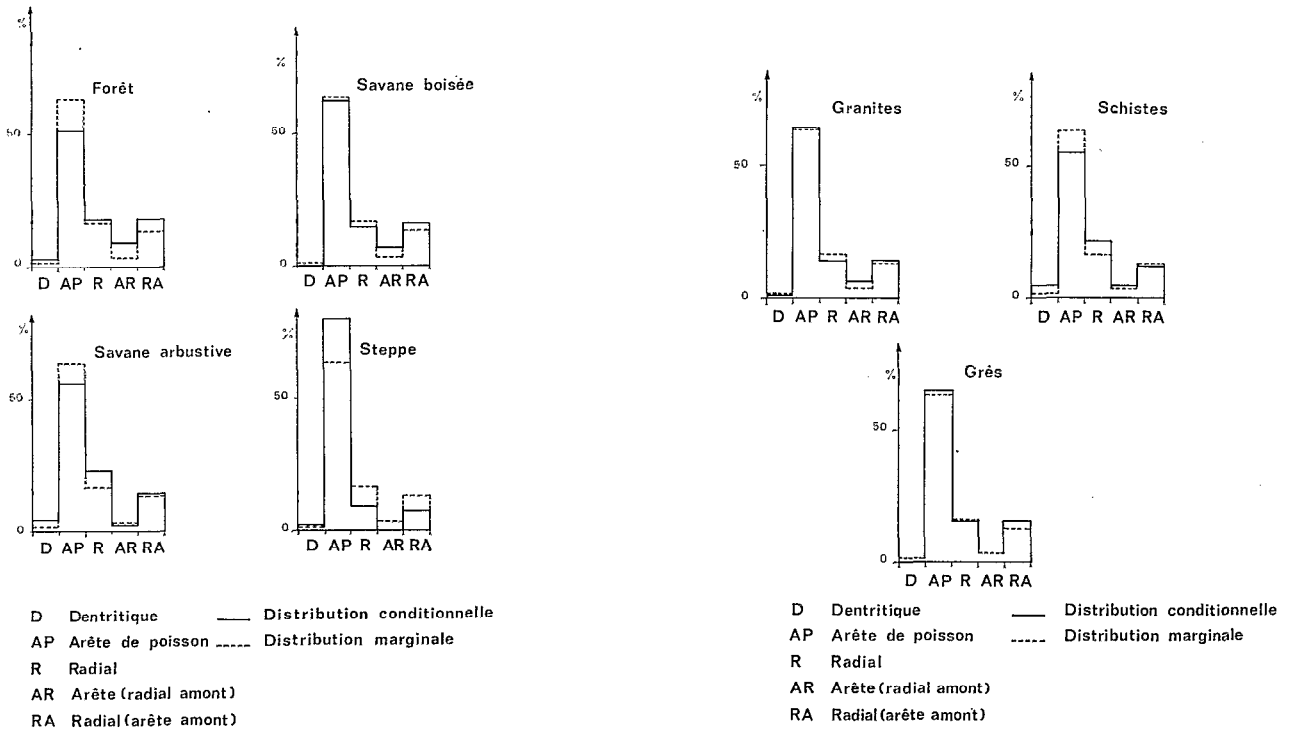 %
Forêt
50
0
D AP R AR RA
%
Savane boisée
50
0
D AP R AR RA
%
Savane arbustive
50
0
D AP R AR RA
%
Steppe
50
0
D AP R AR RA
D Dentritique
AP Arête de poisson
R Radial
AR Arête (radial amont)
RA Radial (arête amont)
Distribution conditionnelle
Distribution marginale
%
Granites
50
0
D AP R AR RA
%
Schistes
50
0
D AP R AR RA
%
Grês
50
0
D AP R AR RA
D Dentritique
AP Arête de poisson
R Radial
AR Arête (radial amont)
RA Radial (arête amont)
Distribution conditionnelle
Distribution marginale